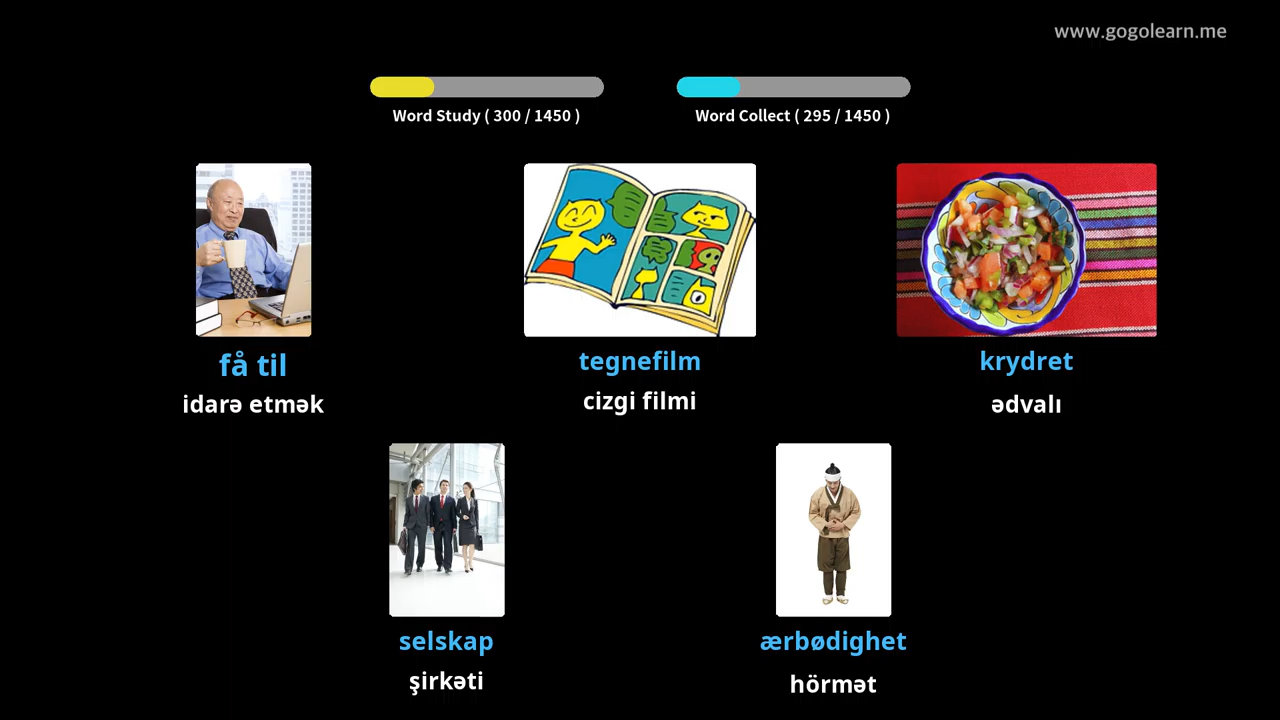 www.gogolearn.me
Word Study ( 300 / 1450 )
Word Collect ( 295 / 1450 )
få til
idarə etmək
tegnefilm
cizgi filmi
krydret
ədvalı
selskap
şirkəti
ærbødighet
hörmət